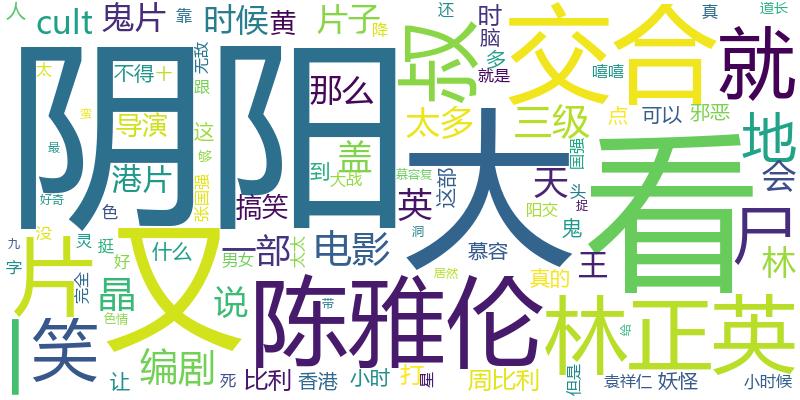 人 cult 鬼片 靠 时候 黄 片子 降 还 时 脑 多 就是 真 道长
阴阳 大 叔 交合 就
太 不得 十 无敌 跟 那么 嘻嘻
导演 这 太多 三级 点 可以 邪恶 地
蛮 港片 够 到 盖 大战 慕容复 国强 看 会
最 好奇 色 张国强 搞笑 英 这部 天 头 捉 阳交 尸
九 没 灵 挺 什么 一部 电影 洞 慕容 鬼 王 林
字 片 完全 好 又 男女 太太 居然 真的
晶 色情 说 陈雅伦 带 林正英
| 笑 编剧 给
让 死 比利 香港 小时 打 星 周比利 但是 袁祥仁 妖怪 小时候